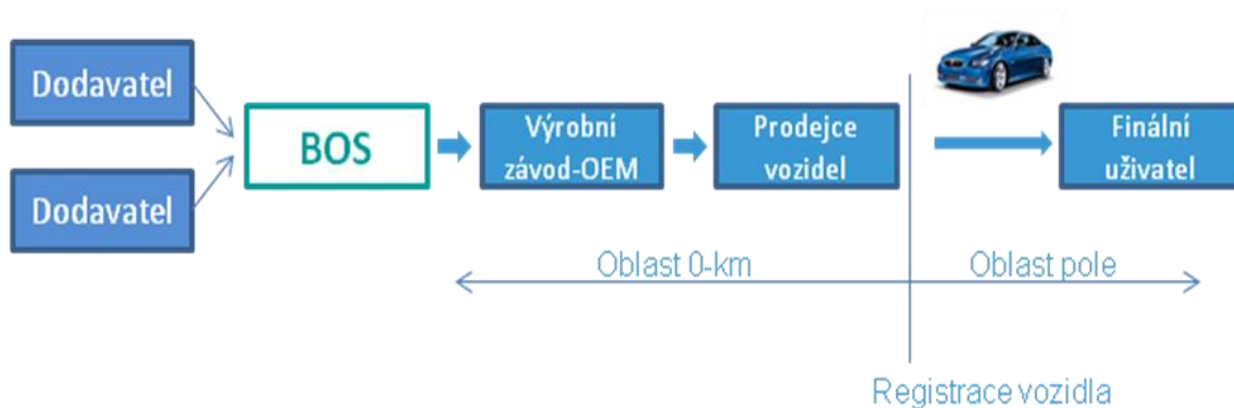 Dodavatel
Dodavatel
BOS
Výrobní
závod-OEM
Prodejce
vozidel
Finální
uživatel
Oblast 0-km
Oblast pole
Registrace vozidla